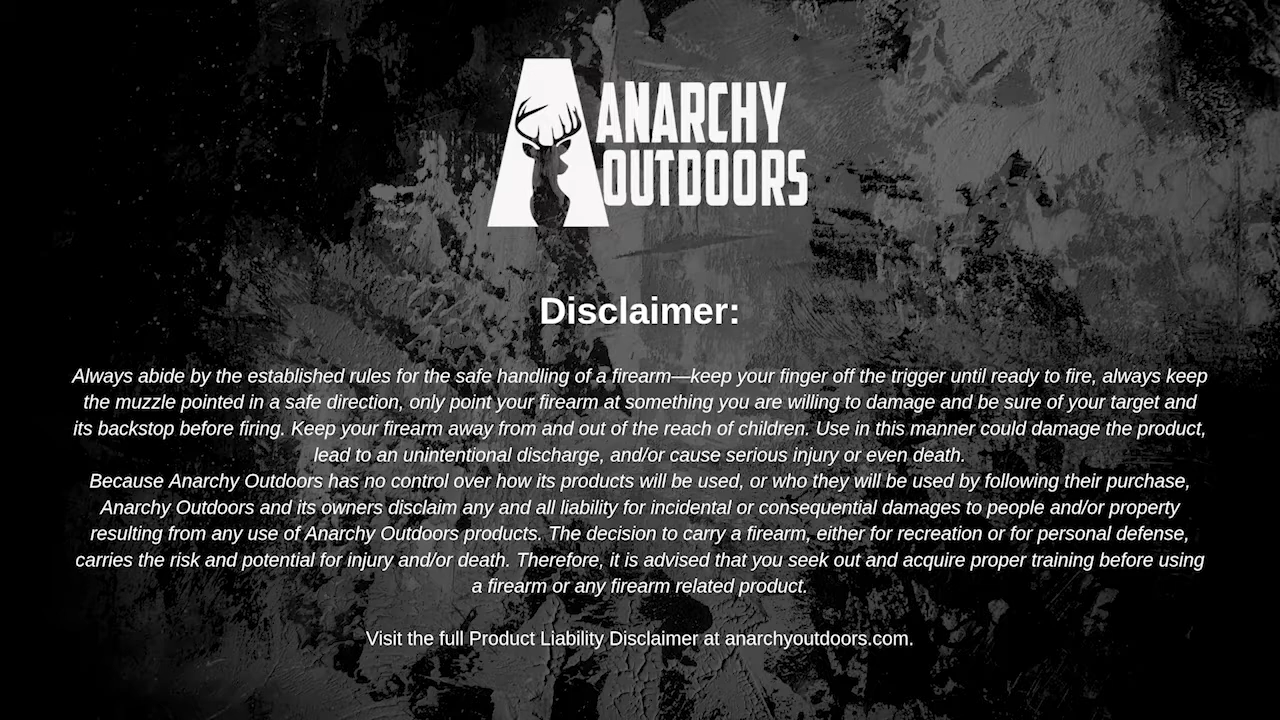 ANARCHY
OUTDOORS
Disclaimer:
Always abide by the established rules for the safe handling of a firearm—keep your finger off the trigger until ready to fire, always keep
the muzzle pointed in a safe direction, only point your firearm at something you are willing to damage and be sure of your target and
its backstop before firing. Keep your firearm away from and out of the reach of children. Use in this manner could damage the product,
lead to an unintentional discharge, and/or cause serious injury or even death.
Because Anarchy Outdoors has no control over how its products will be used, or who they will be used by following their purchase,
Anarchy Outdoors and its owners disclaim any and all liability for incidental or consequential damages to people and/or property
resulting from any use of Anarchy Outdoors products. The decision to carry a firearm, either for recreation or for personal defense,
carries the risk and potential for injury and/or death. Therefore, it is advised that you seek out and acquire proper training before using
a firearm or any firearm related product.
Visit the full Product Liability Disclaimer at anarchyoutdoors.com.